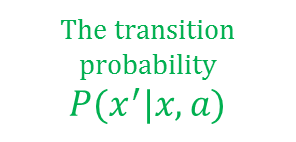 The transition
probability
P(x′|x, a)